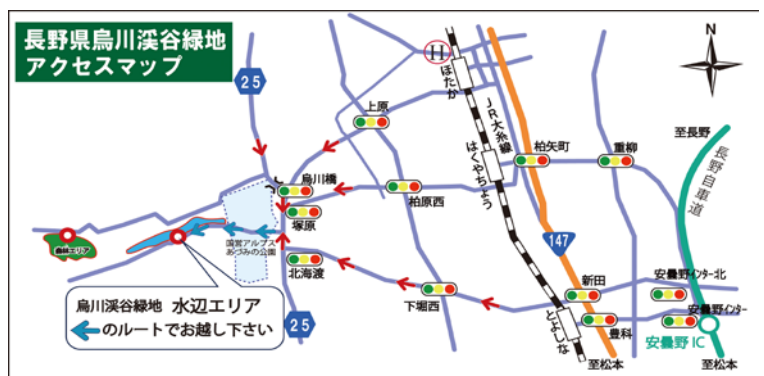 長野県烏川渓谷緑地
アクセスマップ
N
25
H
ほたか
上原
JR大糸線
至長野
柏矢町
重柳
長野自動車道
はくやちょう
烏川橋
柏原西
塚原
森林エリア
国営アルプス
あづみの公園
147
北海渡
新田
安曇野インター北
下堀西
烏川渓谷緑地 水辺エリア
のルートでお越し下さい
25
とよしな
豊科
安曇野インター
安曇野IC
至松本
至松本